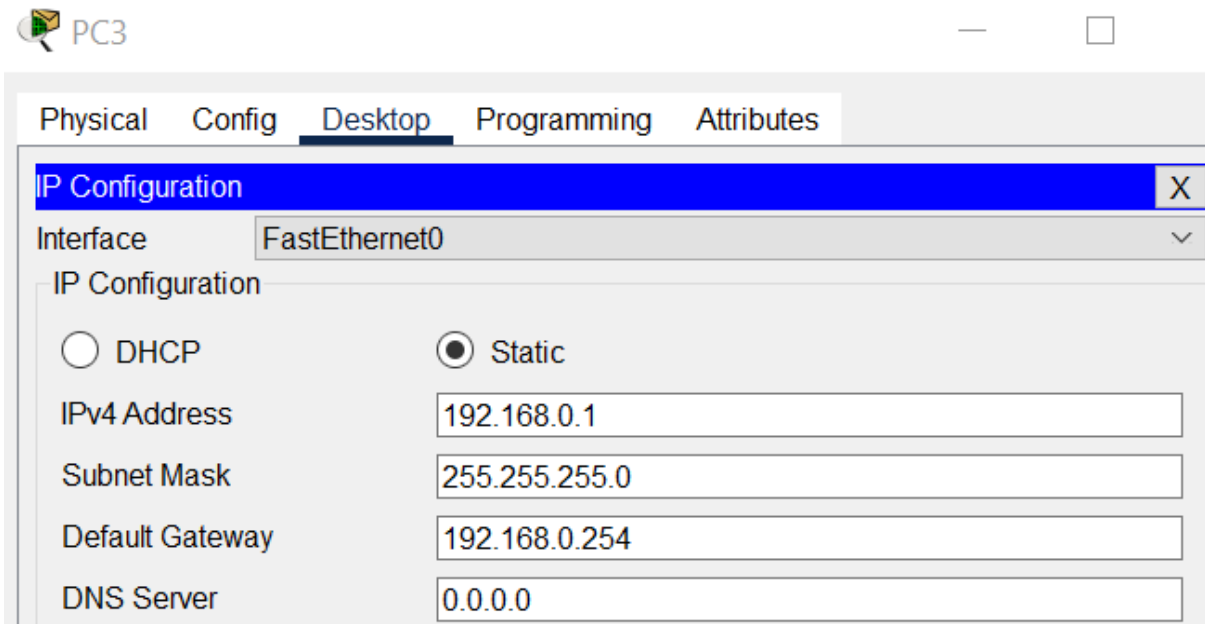 PC3
Physical Config Desktop Programming Attributes
IP Configuration X
Interface FastEthernet0
IP Configuration
DHCP Static
IPv4 Address 192.168.0.1
Subnet Mask 255.255.255.0
Default Gateway 192.168.0.254
DNS Server 0.0.0.0